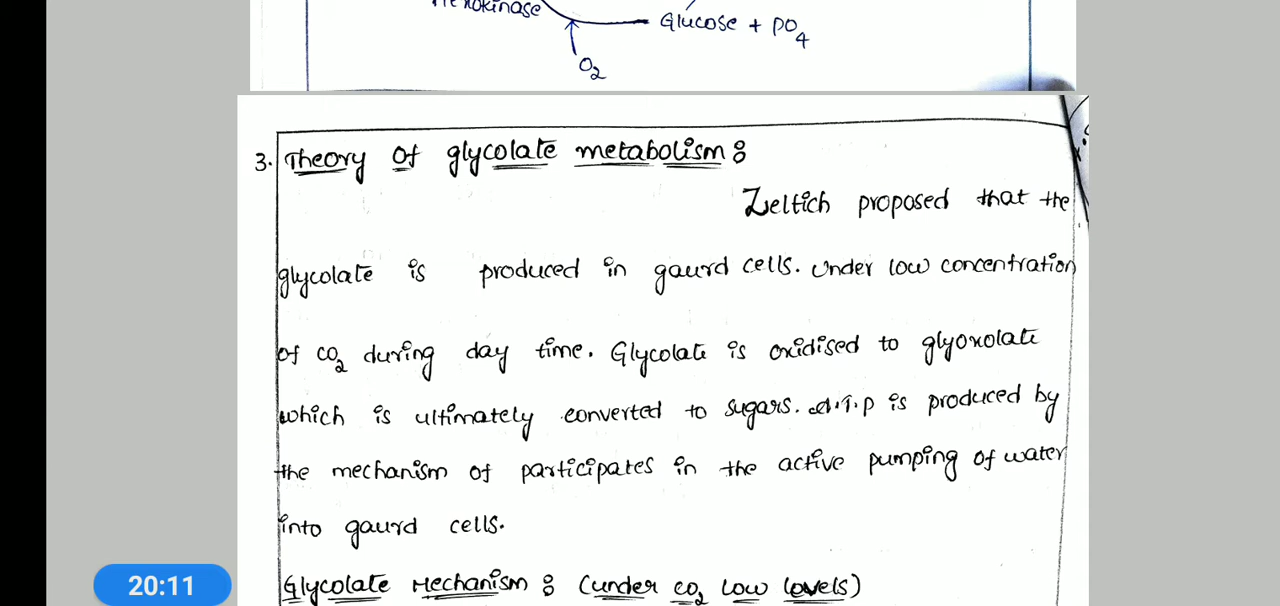 Hexokinase
Glucose + PO4
O2
3. Theory of glycolate metabolism:
Zeltich proposed that the
glycolate is produced in gaurd cells. Under low concentration
of CO2 during day time. Glycolate is oxidised to glyoxolate
which is ultimately converted to sugars. A.T.P is produced by
the mechanism of participates in the active pumping of water
into gaurd cells.
20:11
Glycolate Mechanism: (under CO2 low levels)